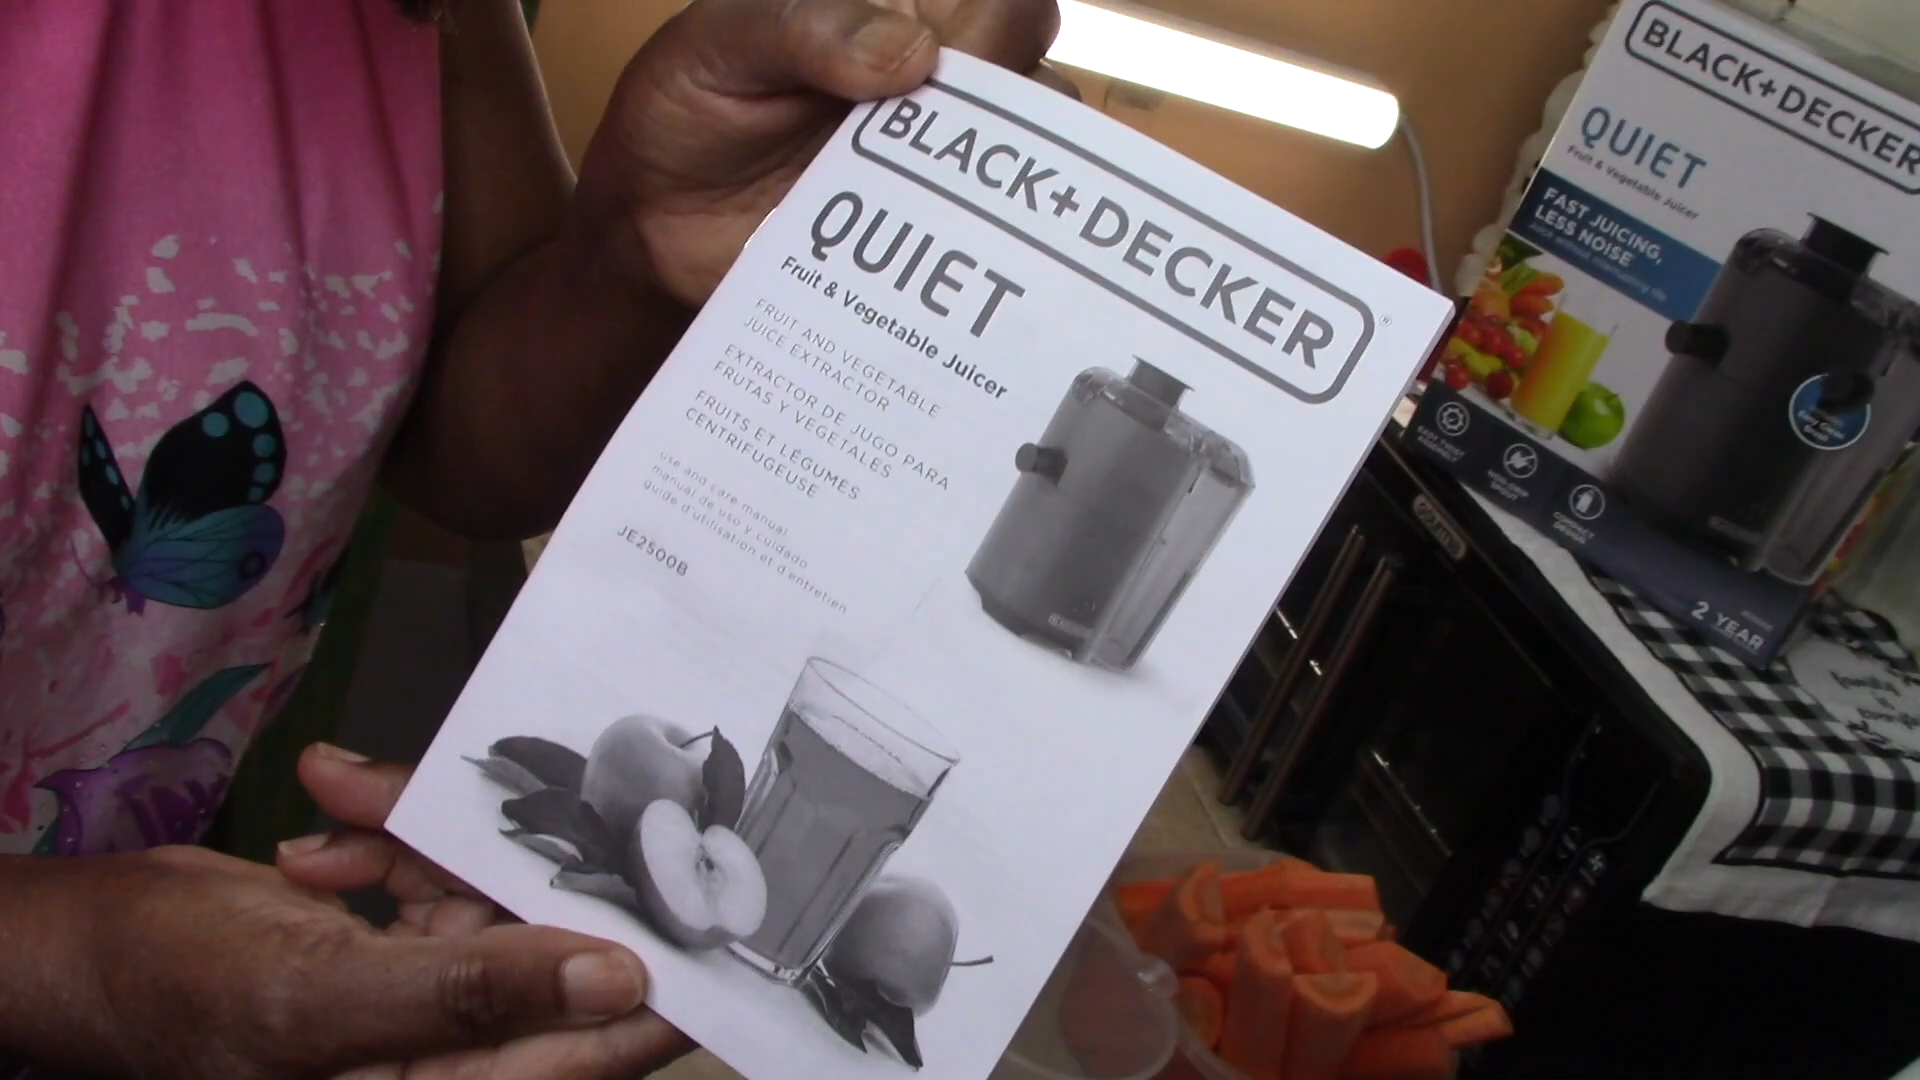 BLACK+DECKER®
QUIET
Fruit & Vegetable Juicer
FRUIT AND VEGETABLE
JUICE EXTRACTOR
EXTRACTOR DE JUGO PARA
FRUTAS Y VEGETALES
FRUITS ET LÉGUMES
CENTRIFUGEUSE
use and care manual
manual de uso y cuidado
guide d'utilisation et d'entretien
JE2500B
BLACK+DECKER
QUIET
Fruit & Vegetable Juicer
FAST JUICING,
LESS NOISE
COMPACT
DESIGN
2 YEAR